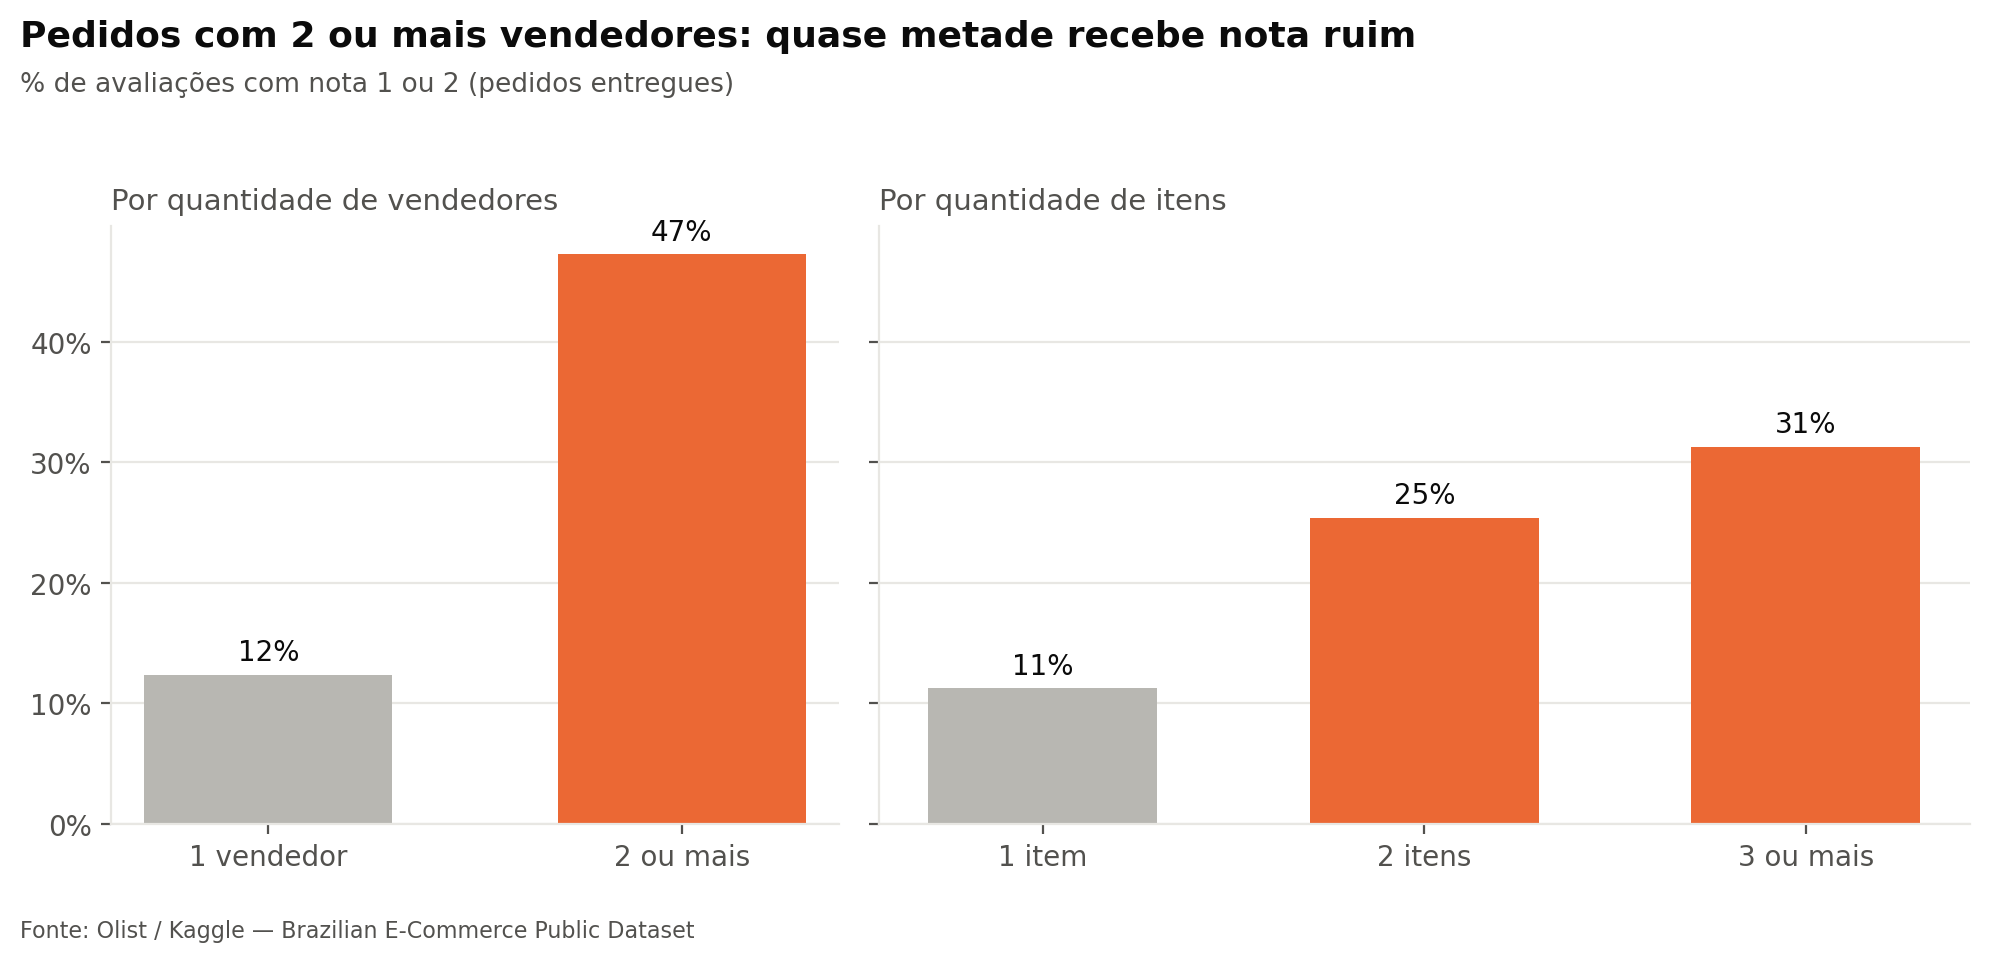 Pedidos com 2 ou mais vendedores: quase metade recebe nota ruim
% de avaliações com nota 1 ou 2 (pedidos entregues)
Por quantidade de vendedores
47%
40%
30%
20%
12%
10%
0%
1 vendedor
2 ou mais
Por quantidade de itens
31%
25%
11%
1 item
2 itens
3 ou mais
Fonte: Olist / Kaggle — Brazilian E-Commerce Public Dataset